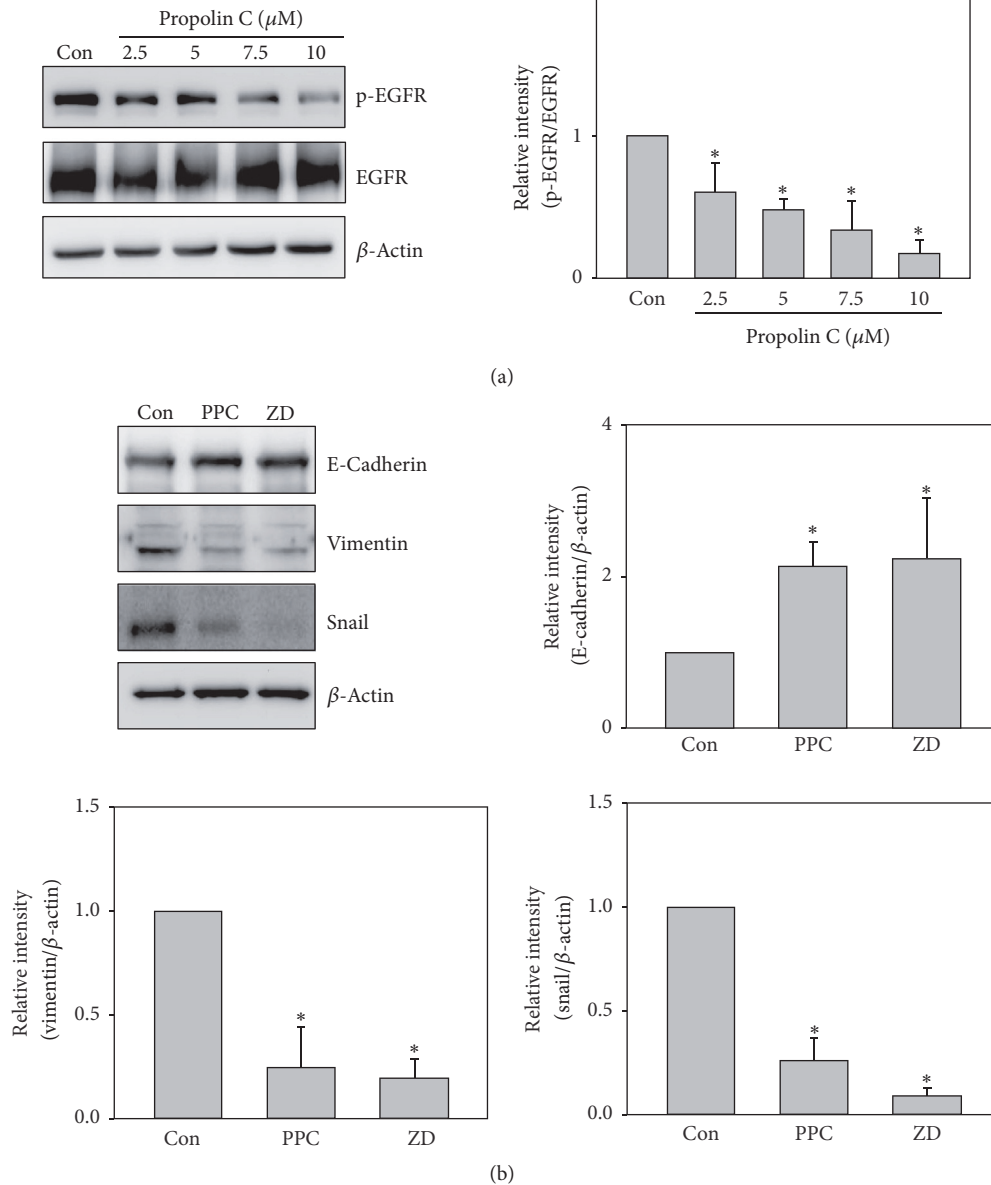 Propolin C (μM)
Con 2.5 5 7.5 10
p-EGFR
EGFR
β-Actin
Relative intensity
(p-EGFR/EGFR)
1
0
* * * *
Con 2.5 5 7.5 10
Propolin C (μM)
(a)
Con PPC ZD
E-Cadherin
Vimentin
Snail
β-Actin
Relative intensity
(E-cadherin/β-actin)
4
2
0
* *
Con PPC ZD
Relative intensity
(vimentin/β-actin)
1.5
1.0
0.5
0.0
* *
Con PPC ZD
Relative intensity
(snail/β-actin)
1.5
1.0
0.5
0.0
* *
Con PPC ZD
(b)